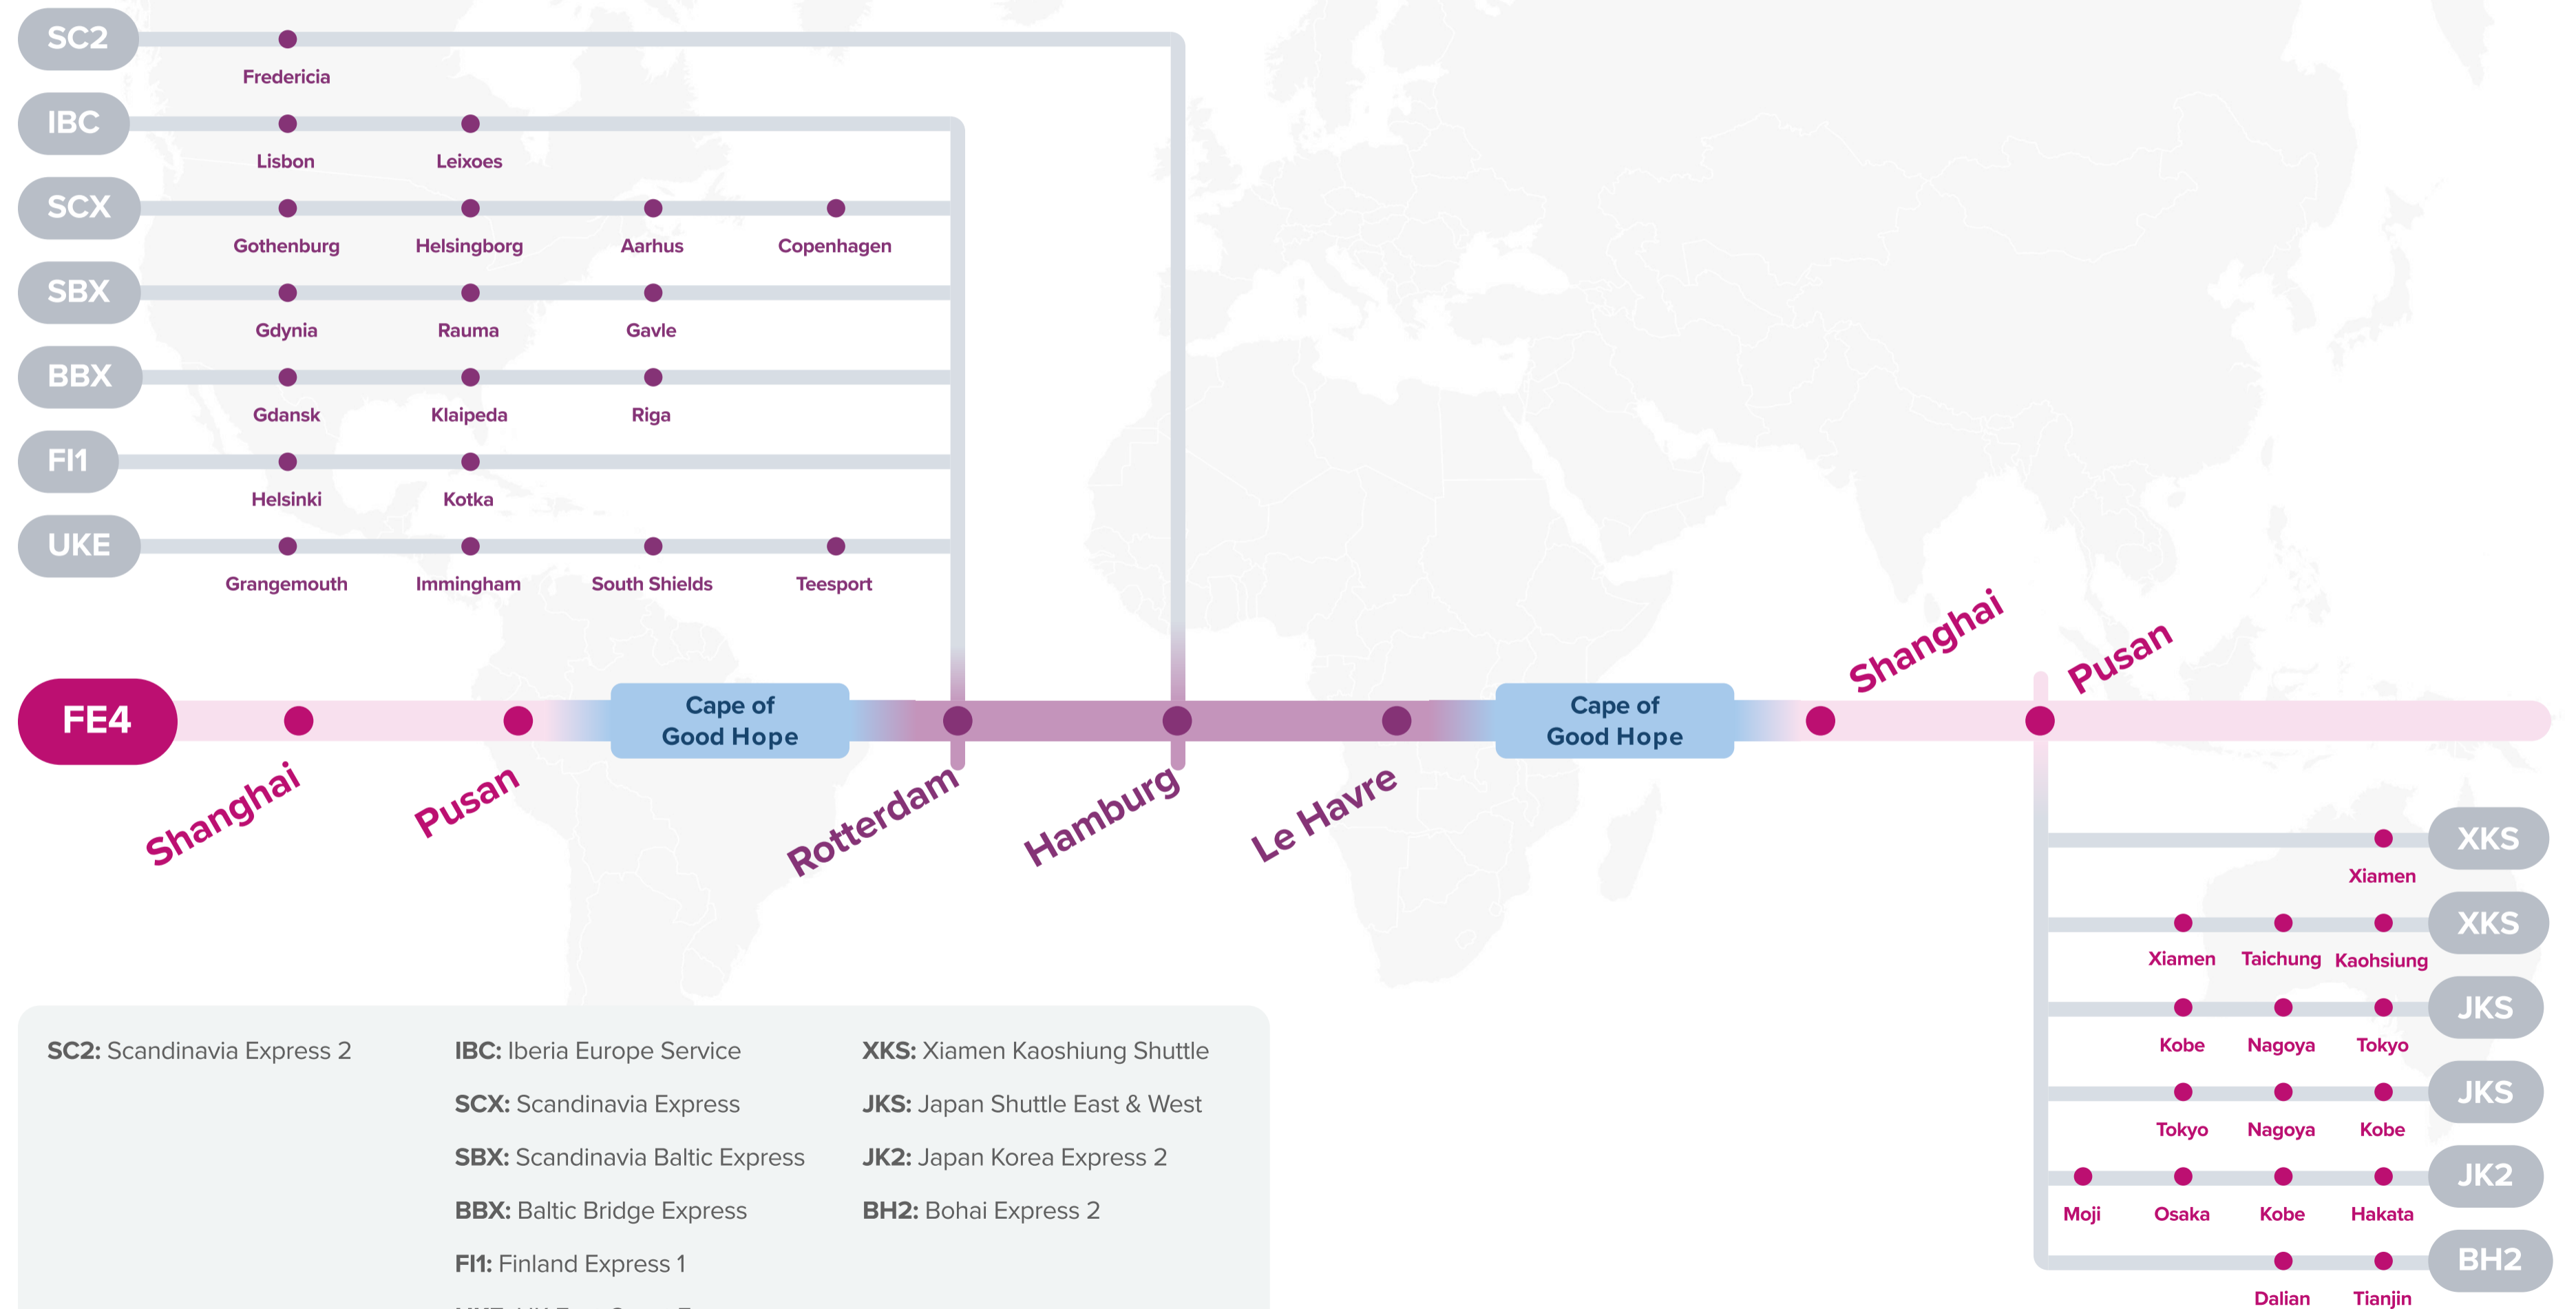 SC2
Fredericia
IBC
Lisbon Leixoes
SCX
Gothenburg Helsingborg Aarhus Copenhagen
SBX
Gdynia Rauma Gavle
BBX
Gdansk Klaipeda Riga
FI1
Helsinki Kotka
UKE
Grangemouth Immingham South Shields Teesport
FE4
Shanghai
Pusan
Cape of
Good Hope
Rotterdam
Hamburg
Le Havre
Cape of
Good Hope
Shanghai
Pusan
XKS
Xiamen
XKS
Xiamen Taichung Kaohsiung
JKS
Kobe Nagoya Tokyo
JKS
Tokyo Nagoya Kobe
JK2
Moji Osaka Kobe Hakata
BH2
Dalian Tianjin
SC2: Scandinavia Express 2
IBC: Iberia Europe Service
SCX: Scandinavia Express
SBX: Scandinavia Baltic Express
BBX: Baltic Bridge Express
FI1: Finland Express 1
XKS: Xiamen Kaoshiung Shuttle
JKS: Japan Shuttle East & West
JK2: Japan Korea Express 2
BH2: Bohai Express 2